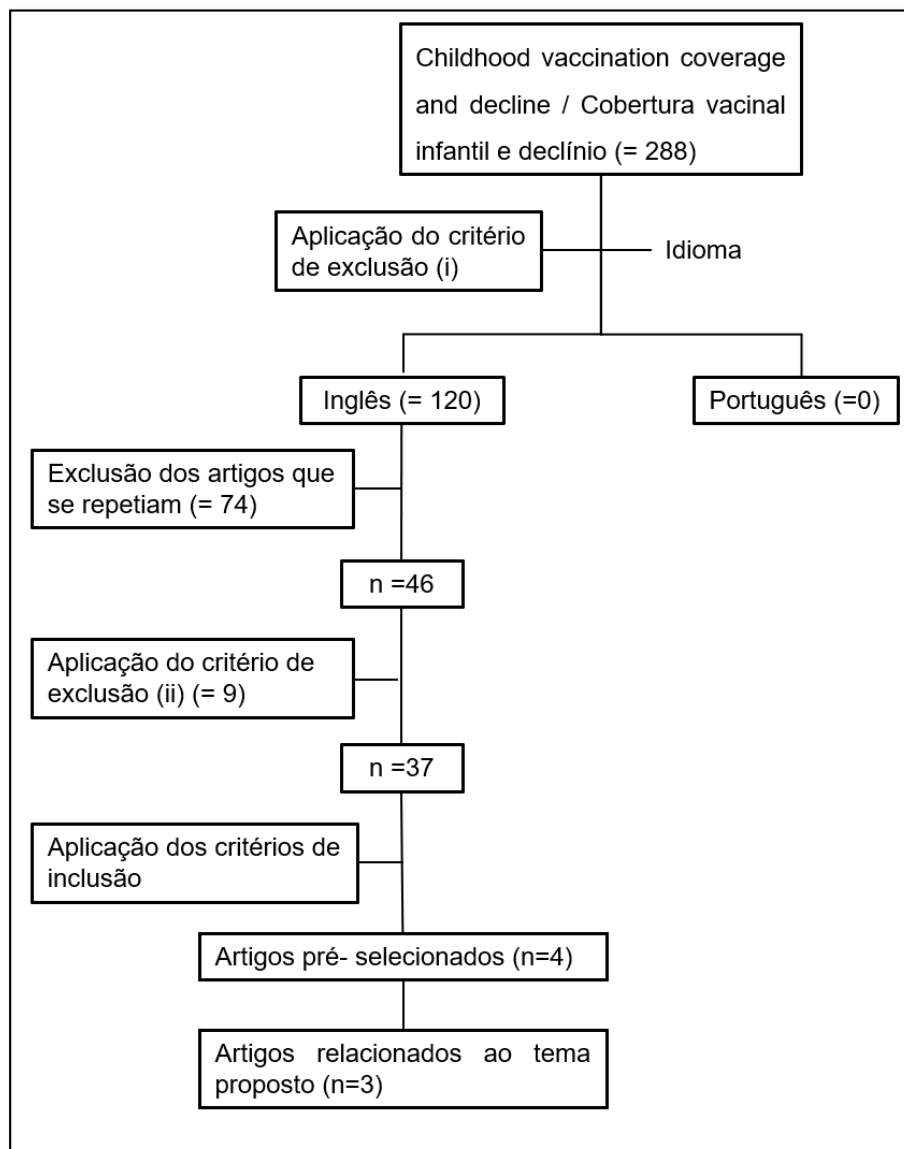 Childhood vaccination coverage
and decline / Cobertura vacinal
infantil e declínio (= 288)
Aplicação do critério
de exclusão (i)
Idioma
Inglês (= 120)
Português (=0)
Exclusão dos artigos que
se repetiam (= 74)
n =46
Aplicação do critério de
exclusão (ii) (= 9)
n =37
Aplicação dos critérios de
inclusão
Artigos pré- selecionados (n=4)
Artigos relacionados ao tema
proposto (n=3)